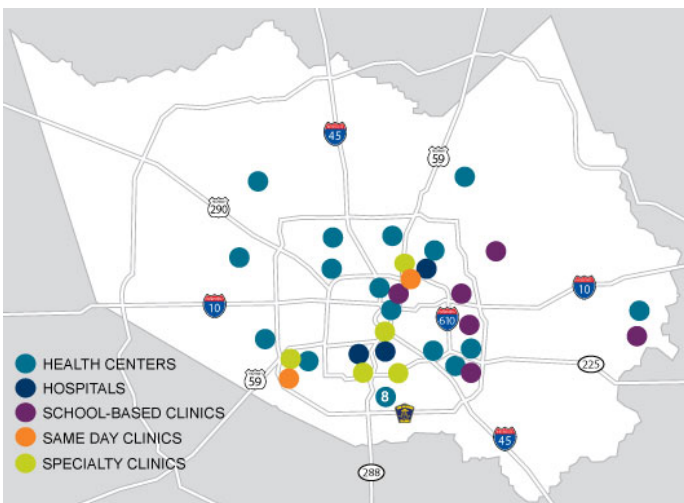 45
59
290
10
10
610
HEALTH CENTERS
HOSPITALS
SCHOOL-BASED CLINICS
SAME DAY CLINICS
SPECIALTY CLINICS
59
225
8
45
288